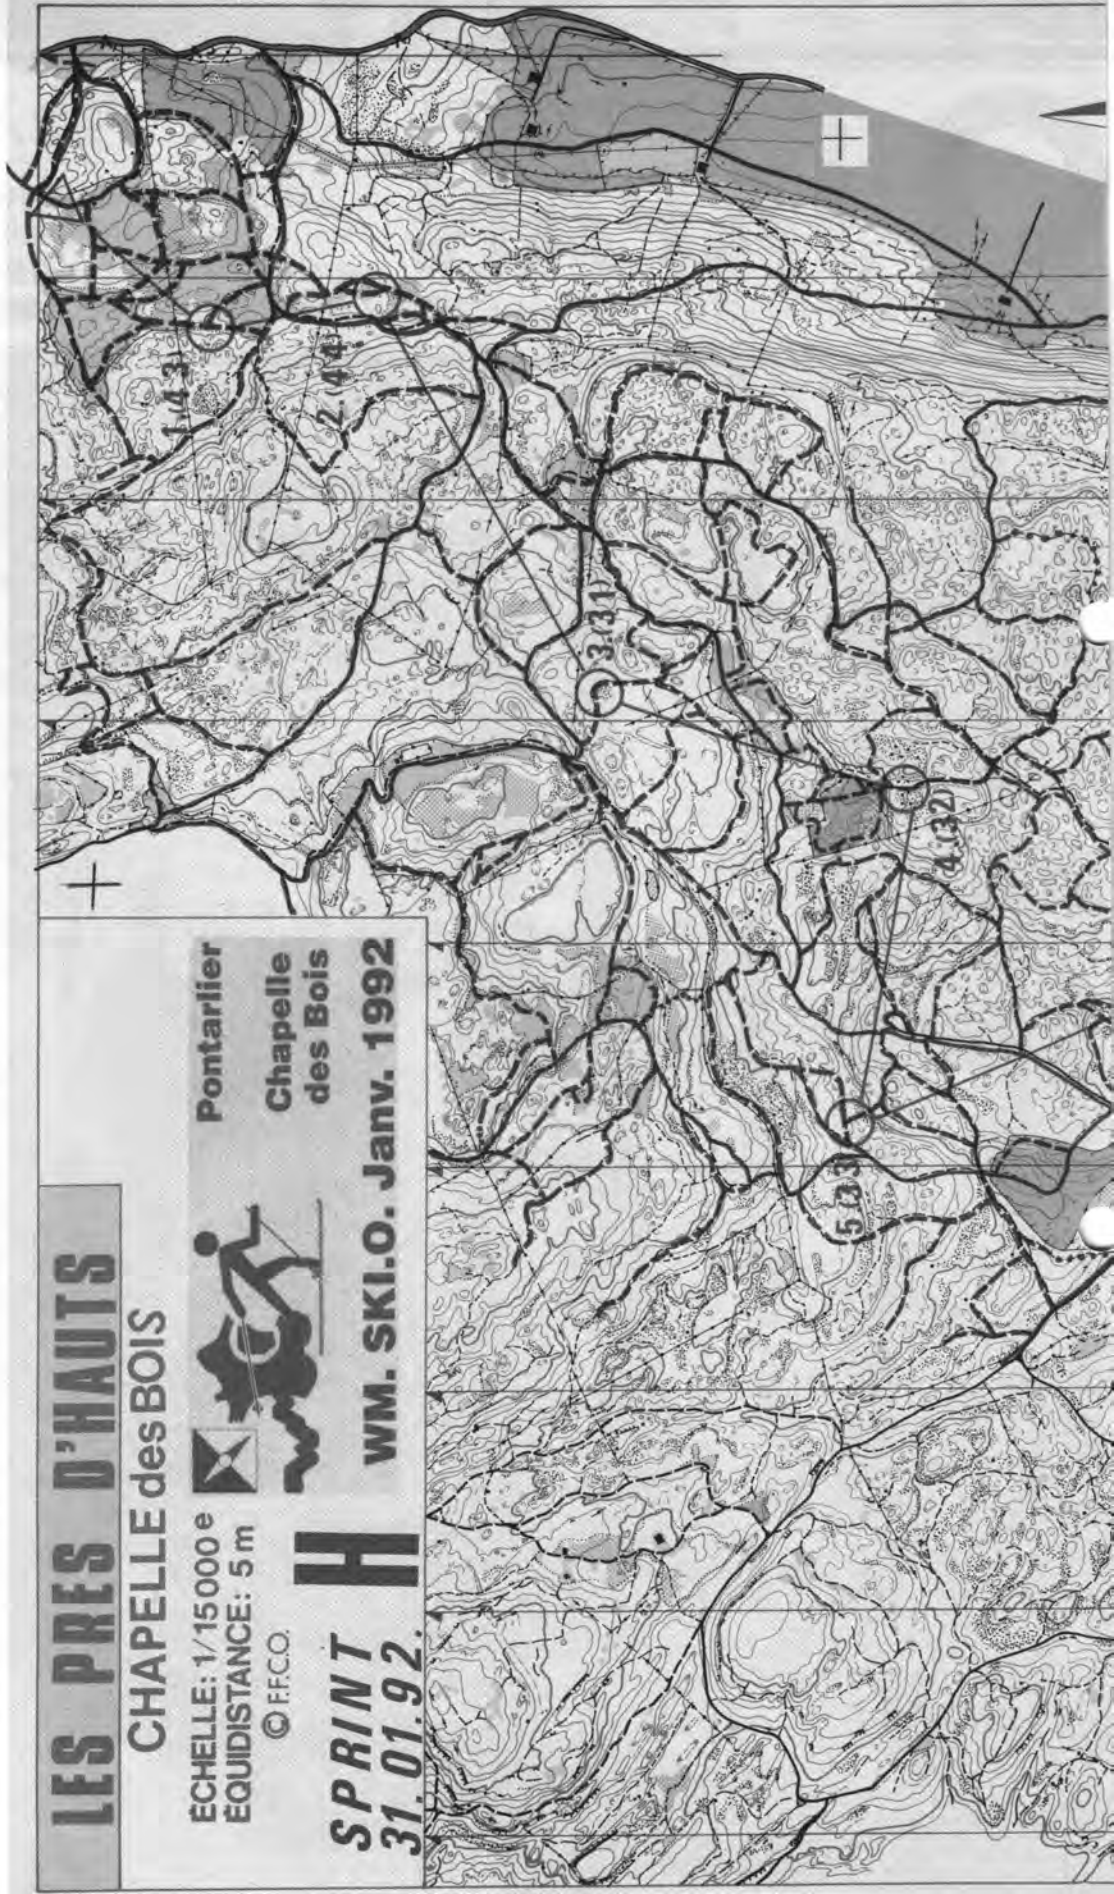 LES PRES D'HAUTS
CHAPELLE des BOIS
ÉCHELLE: 1/15000e
ÉQUIDISTANCE: 5 m
© F.F.C.O.
Pontarlier
Chapelle
des Bois
SPRINT
31.01.92.
H
WM. SKI.O. Janv. 1992
1.(43)
2.(44)
3.(31)
4.(32)
5.(33)